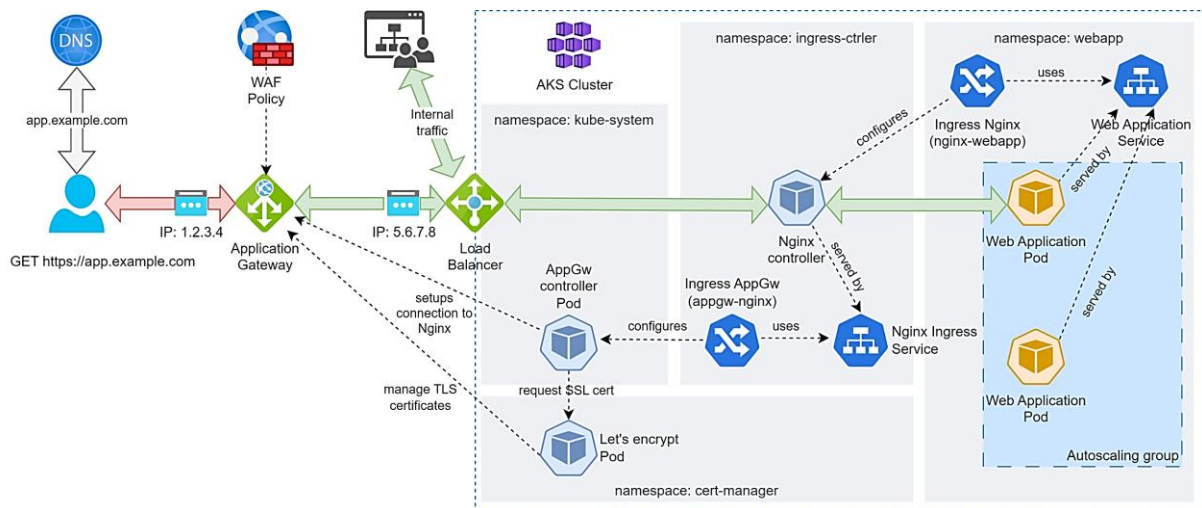 DNS
app.example.com
GET https://app.example.com
WAF
Policy
IP: 1.2.3.4
Application
Gateway
Internal
traffic
IP: 5.6.7.8
Load
Balancer
AKS Cluster
namespace: kube-system
AppGw
controller
Pod
setups
connection to
Nginx
manage TLS
certificates
request SSL cert
Let's encrypt
Pod
namespace: cert-manager
namespace: ingress-ctrler
configures
Nginx
controller
served by
Ingress AppGw
(appgw-nginx)
configures
uses
Nginx Ingress
Service
namespace: webapp
uses
Ingress Nginx
(nginx-webapp)
Web Application
Service
served by
Web Application
Pod
served by
Web Application
Pod
Autoscaling group